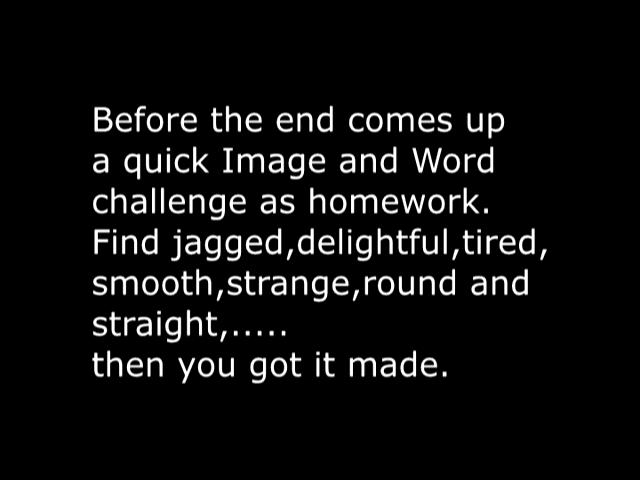 Before the end comes up
a quick Image and Word
challenge as homework.
Find jagged,delightful,tired,
smooth,strange,round and
straight,.....
then you got it made.